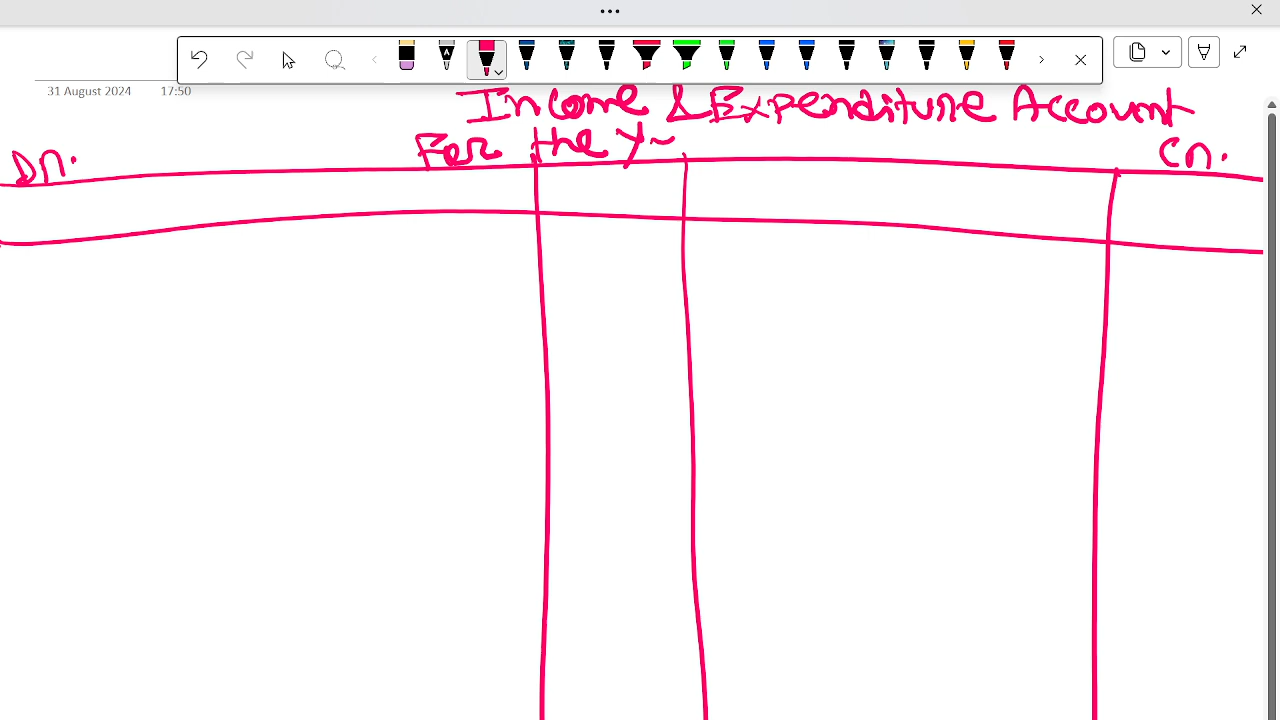 31 August 2024 17:50
Income & Expenditure Account
For the Y~
Dr. Cr.